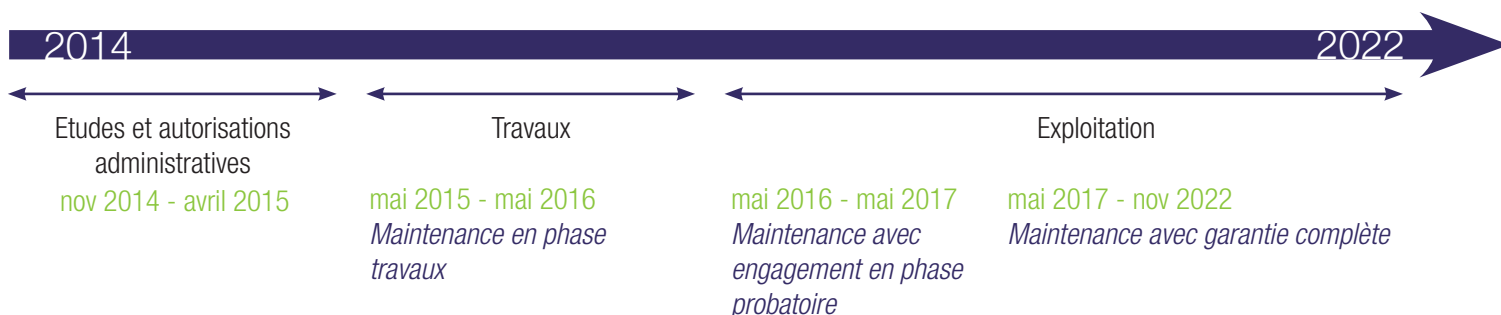 2014
2022
Etudes et autorisations
administratives
nov 2014 - avril 2015
Travaux
mai 2015 - mai 2016
Maintenance en phase
travaux
Exploitation
mai 2016 - mai 2017
Maintenance avec
engagement en phase
probatoire
mai 2017 - nov 2022
Maintenance avec garantie complète